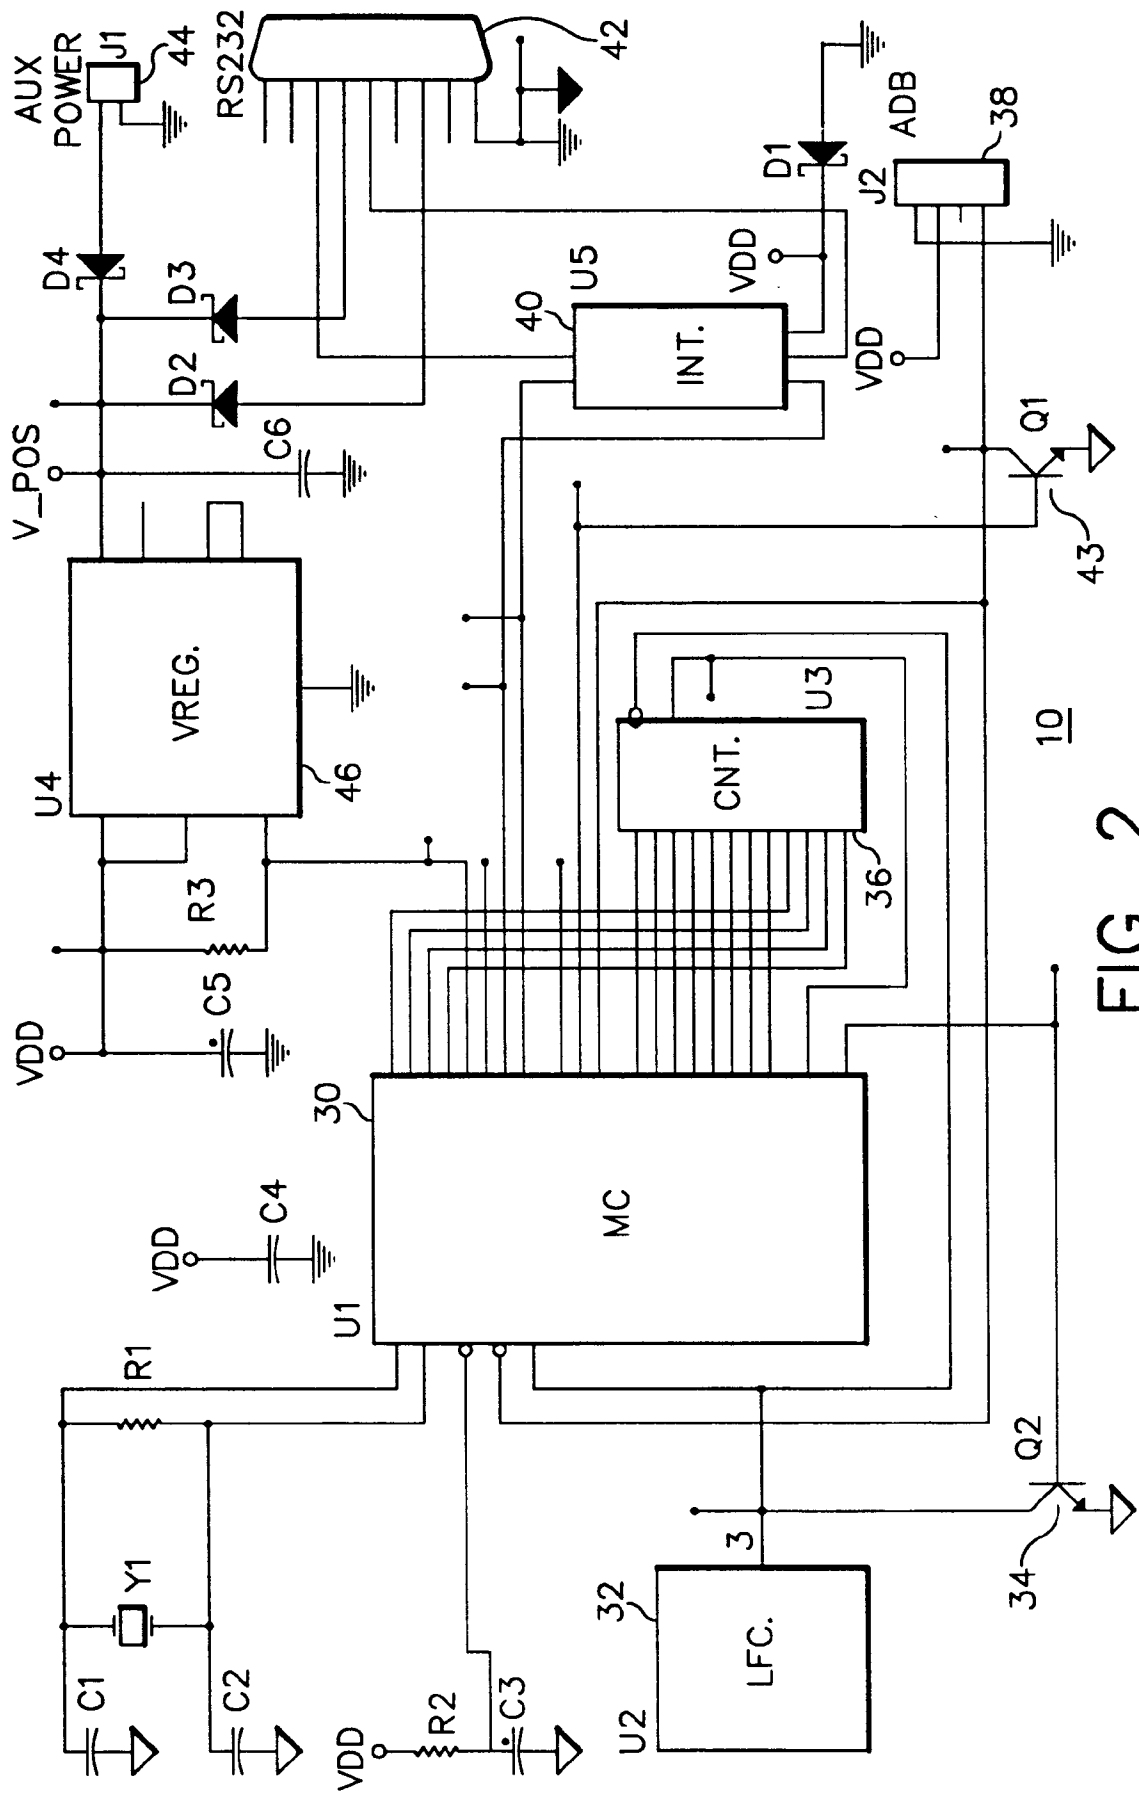 AUX
POWER
J1
44
RS232
42
D4
D3
D2
V_POS
C6
VREG.
U4
46
R3
C5
VDD
D1
ADB
J2
38
VDD
VDD
U5
40
INT.
Q1
43
U3
CNT.
36
10
30
MC
U1
C4
VDD
R1
Y1
C1
C2
VDD
R2
C3
3
32
LFC.
U2
34
Q2
FIG 2